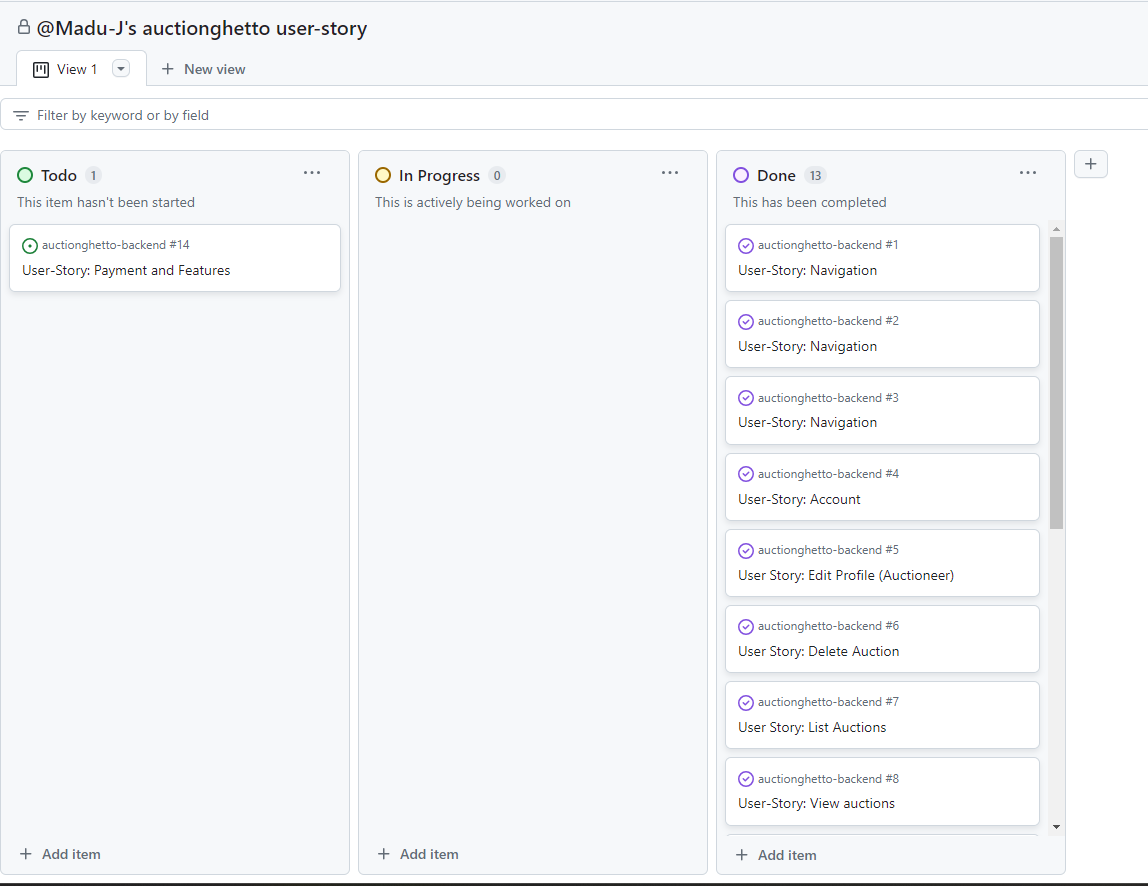 @Madu-J's auctionghetto user-story
View 1
New view
Filter by keyword or by field
Todo 1
This item hasn't been started
auctionghetto-backend #14
User-Story: Payment and Features
Add item
In Progress 0
This is actively being worked on
Add item
Done 13
This has been completed
auctionghetto-backend #1
User-Story: Navigation
auctionghetto-backend #2
User-Story: Navigation
auctionghetto-backend #3
User-Story: Navigation
auctionghetto-backend #4
User-Story: Account
auctionghetto-backend #5
User Story: Edit Profile (Auctioneer)
auctionghetto-backend #6
User Story: Delete Auction
auctionghetto-backend #7
User Story: List Auctions
auctionghetto-backend #8
User-Story: View auctions
Add item